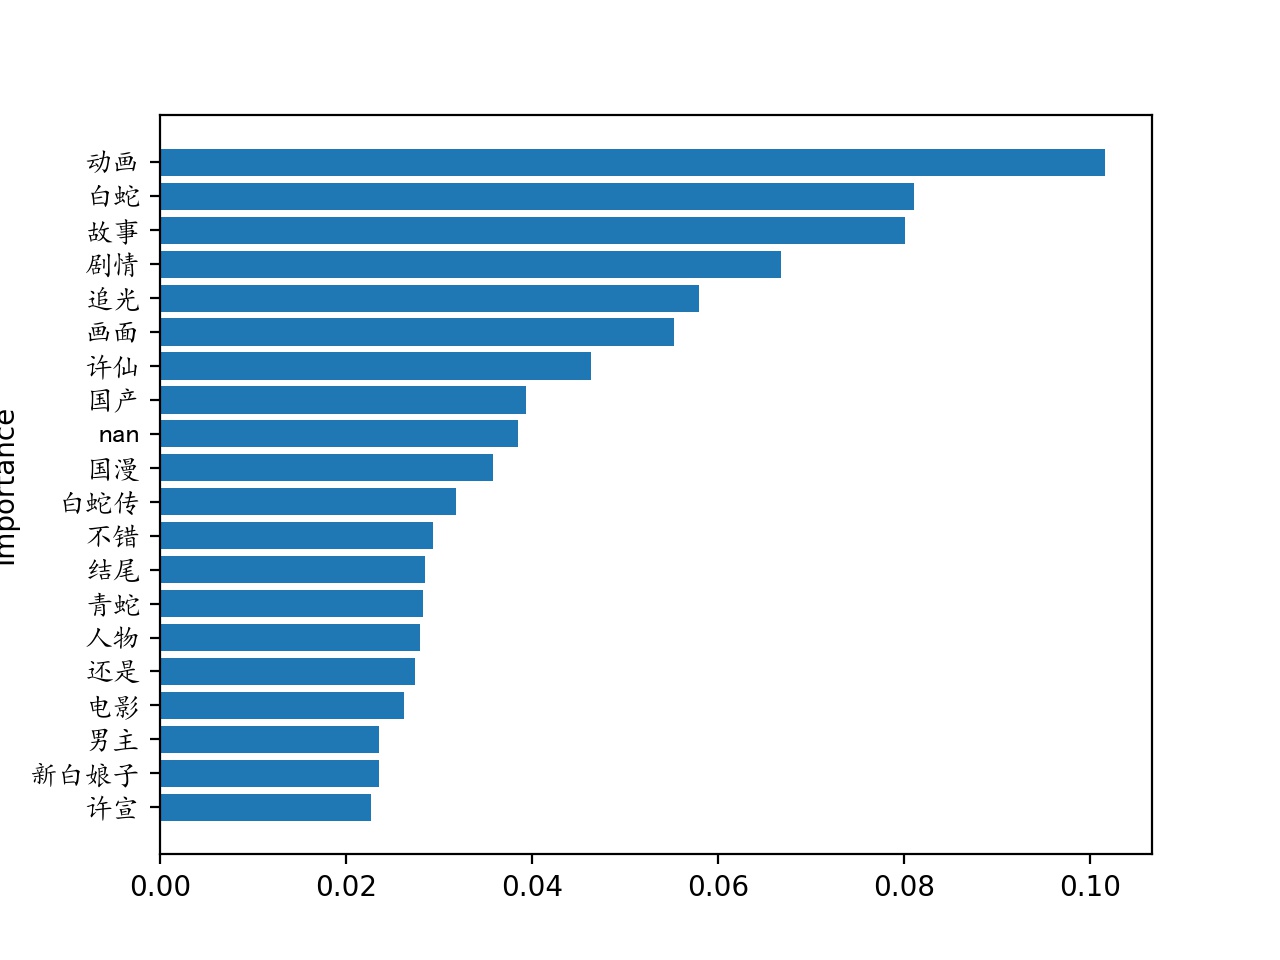 动画
白蛇
故事
剧情
追光
画面
许仙
国产
nan
国漫
白蛇传
不错
结尾
青蛇
人物
还是
电影
男主
新白娘子
许宣
importance
0.00 0.02 0.04 0.06 0.08 0.10